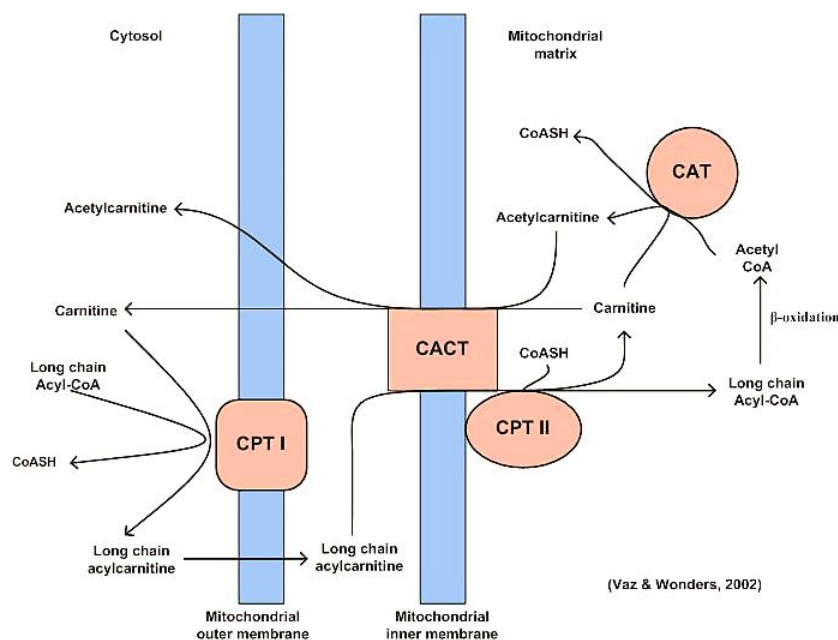 Cytosol
Mitochondrial
matrix
CoASH
CAT
Acetylcarnitine
Acetylcarnitine
Acetyl
CoA
Carnitine
Carnitine
β-oxidation
CACT
CoASH
Long chain
Acyl-CoA
Long chain
Acyl-CoA
CPT I
CPT II
CoASH
Long chain
acylcarnitine
Long chain
acylcarnitine
(Vaz & Wonders, 2002)
Mitochondrial
outer membrane
Mitochondrial
inner membrane